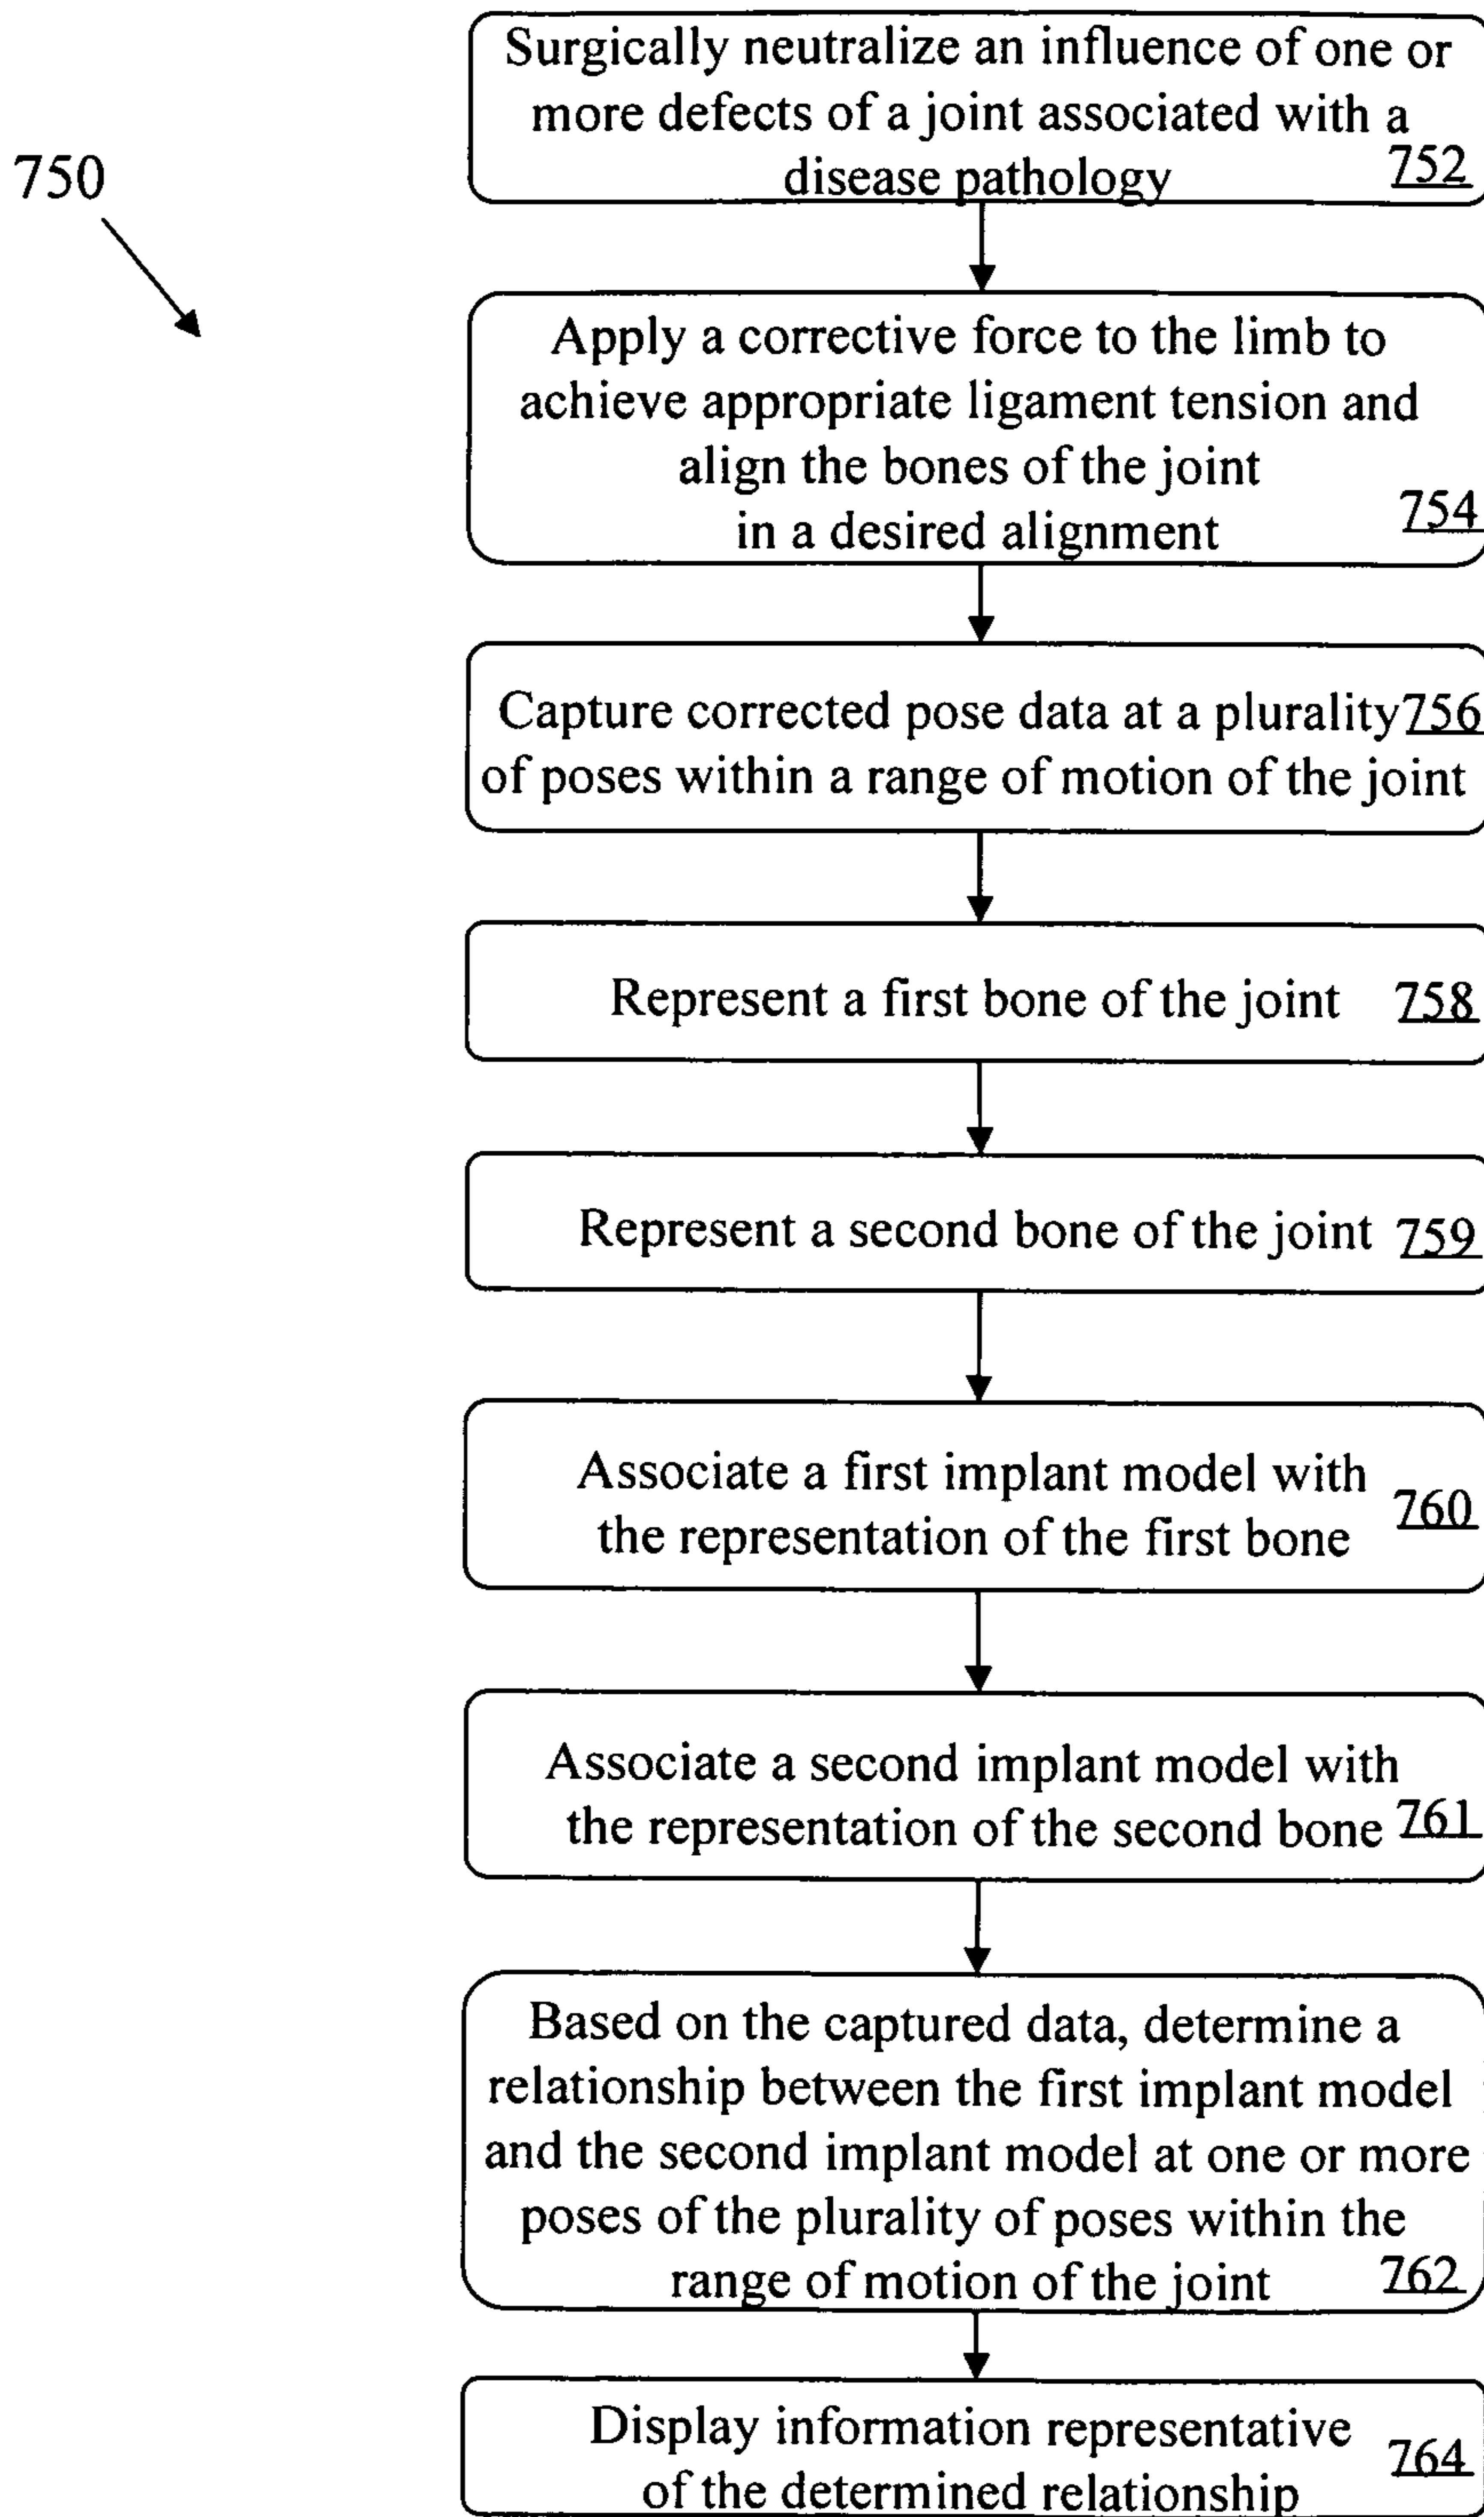 750
Surgically neutralize an influence of one or
more defects of a joint associated with a
disease pathology 752
Apply a corrective force to the limb to
achieve appropriate ligament tension and
align the bones of the joint
in a desired alignment 754
Capture corrected pose data at a plurality 756
of poses within a range of motion of the joint
Represent a first bone of the joint 758
Represent a second bone of the joint 759
Associate a first implant model with
the representation of the first bone 760
Associate a second implant model with
the representation of the second bone 761
Based on the captured data, determine a
relationship between the first implant model
and the second implant model at one or more
poses of the plurality of poses within the
range of motion of the joint 762
Display information representative
of the determined relationship 764